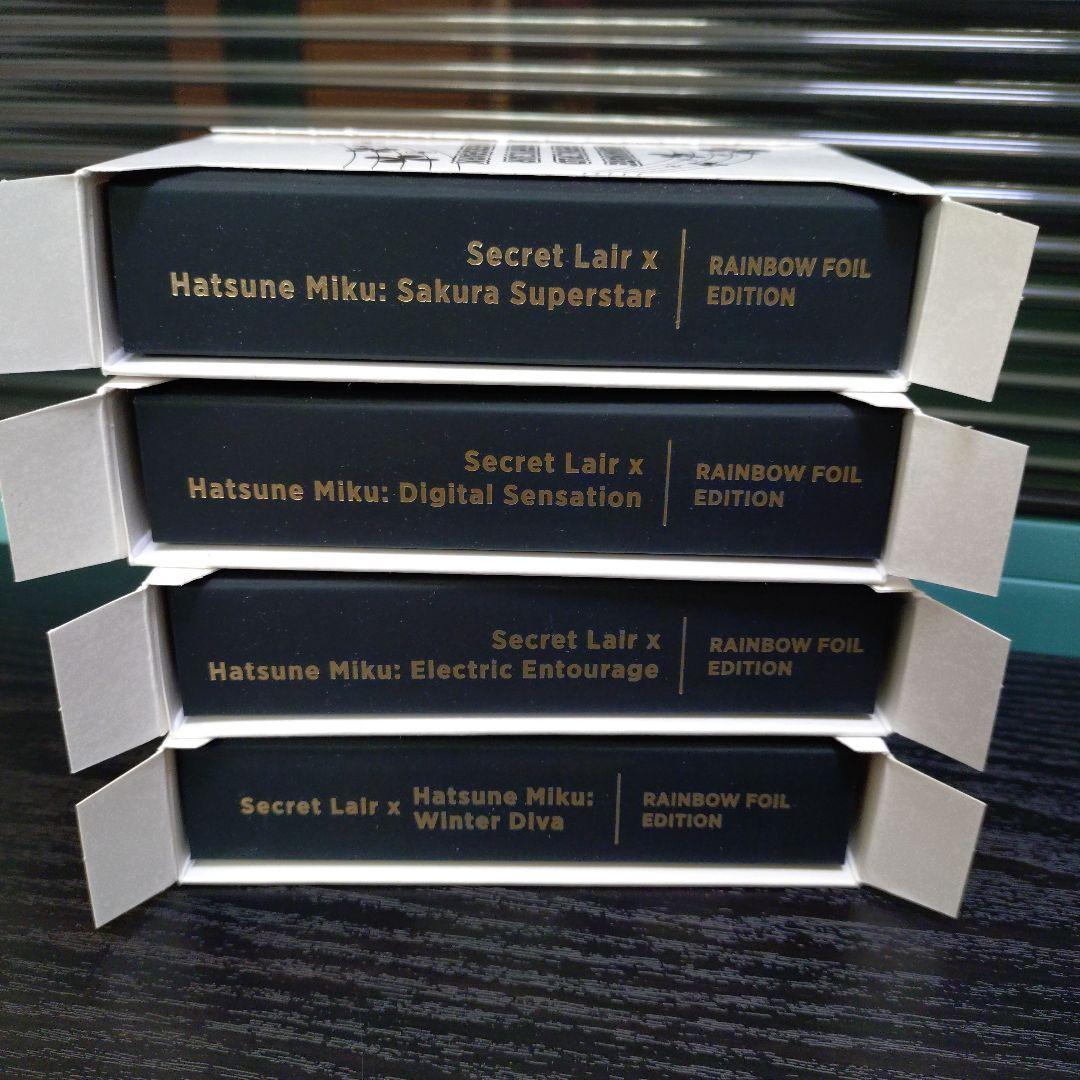 Secret Lair x
Hatsune Miku: Sakura Superstar
RAINBOW FOIL
EDITION
Secret Lair x
Hatsune Miku: Digital Sensation
RAINBOW FOIL
EDITION
Secret Lair x
Hatsune Miku: Electric Entourage
RAINBOW FOIL
EDITION
Secret Lair x
Hatsune Miku:
Winter Diva
RAINBOW FOIL
EDITION